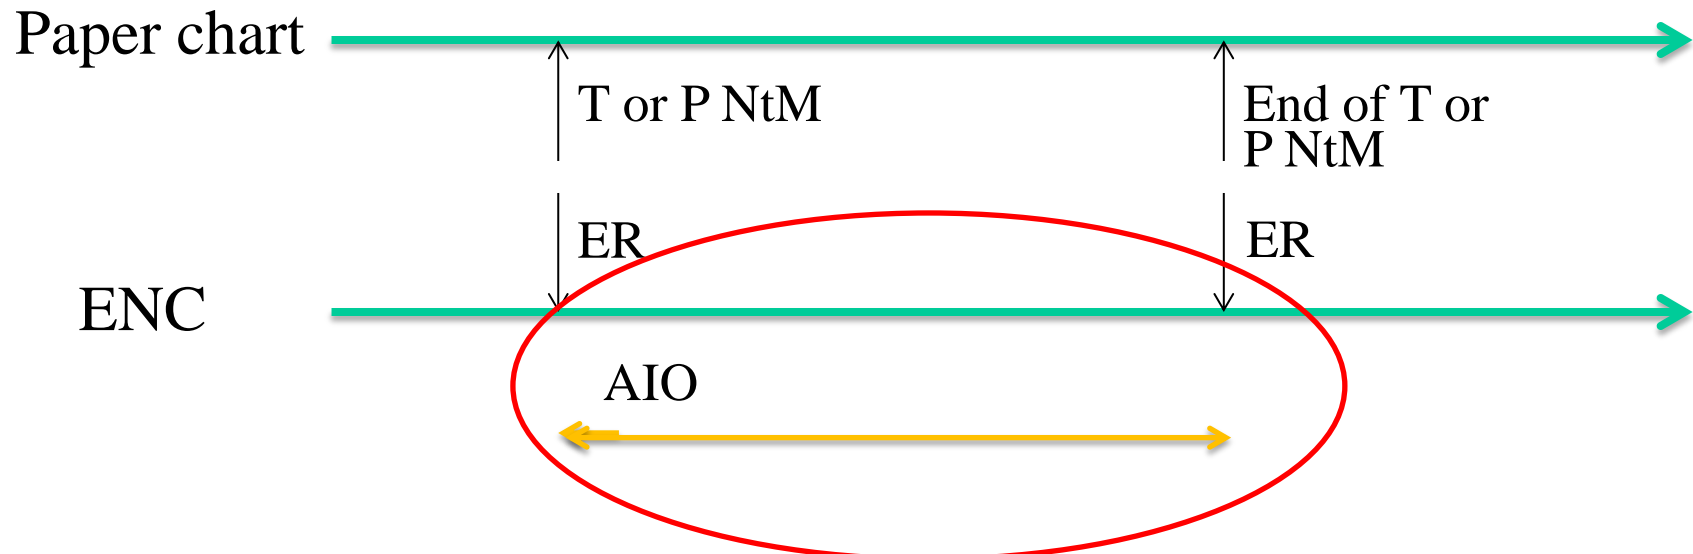 Paper chart
T or P NtM
End of T or
P NtM
ER
ER
ENC
AIO